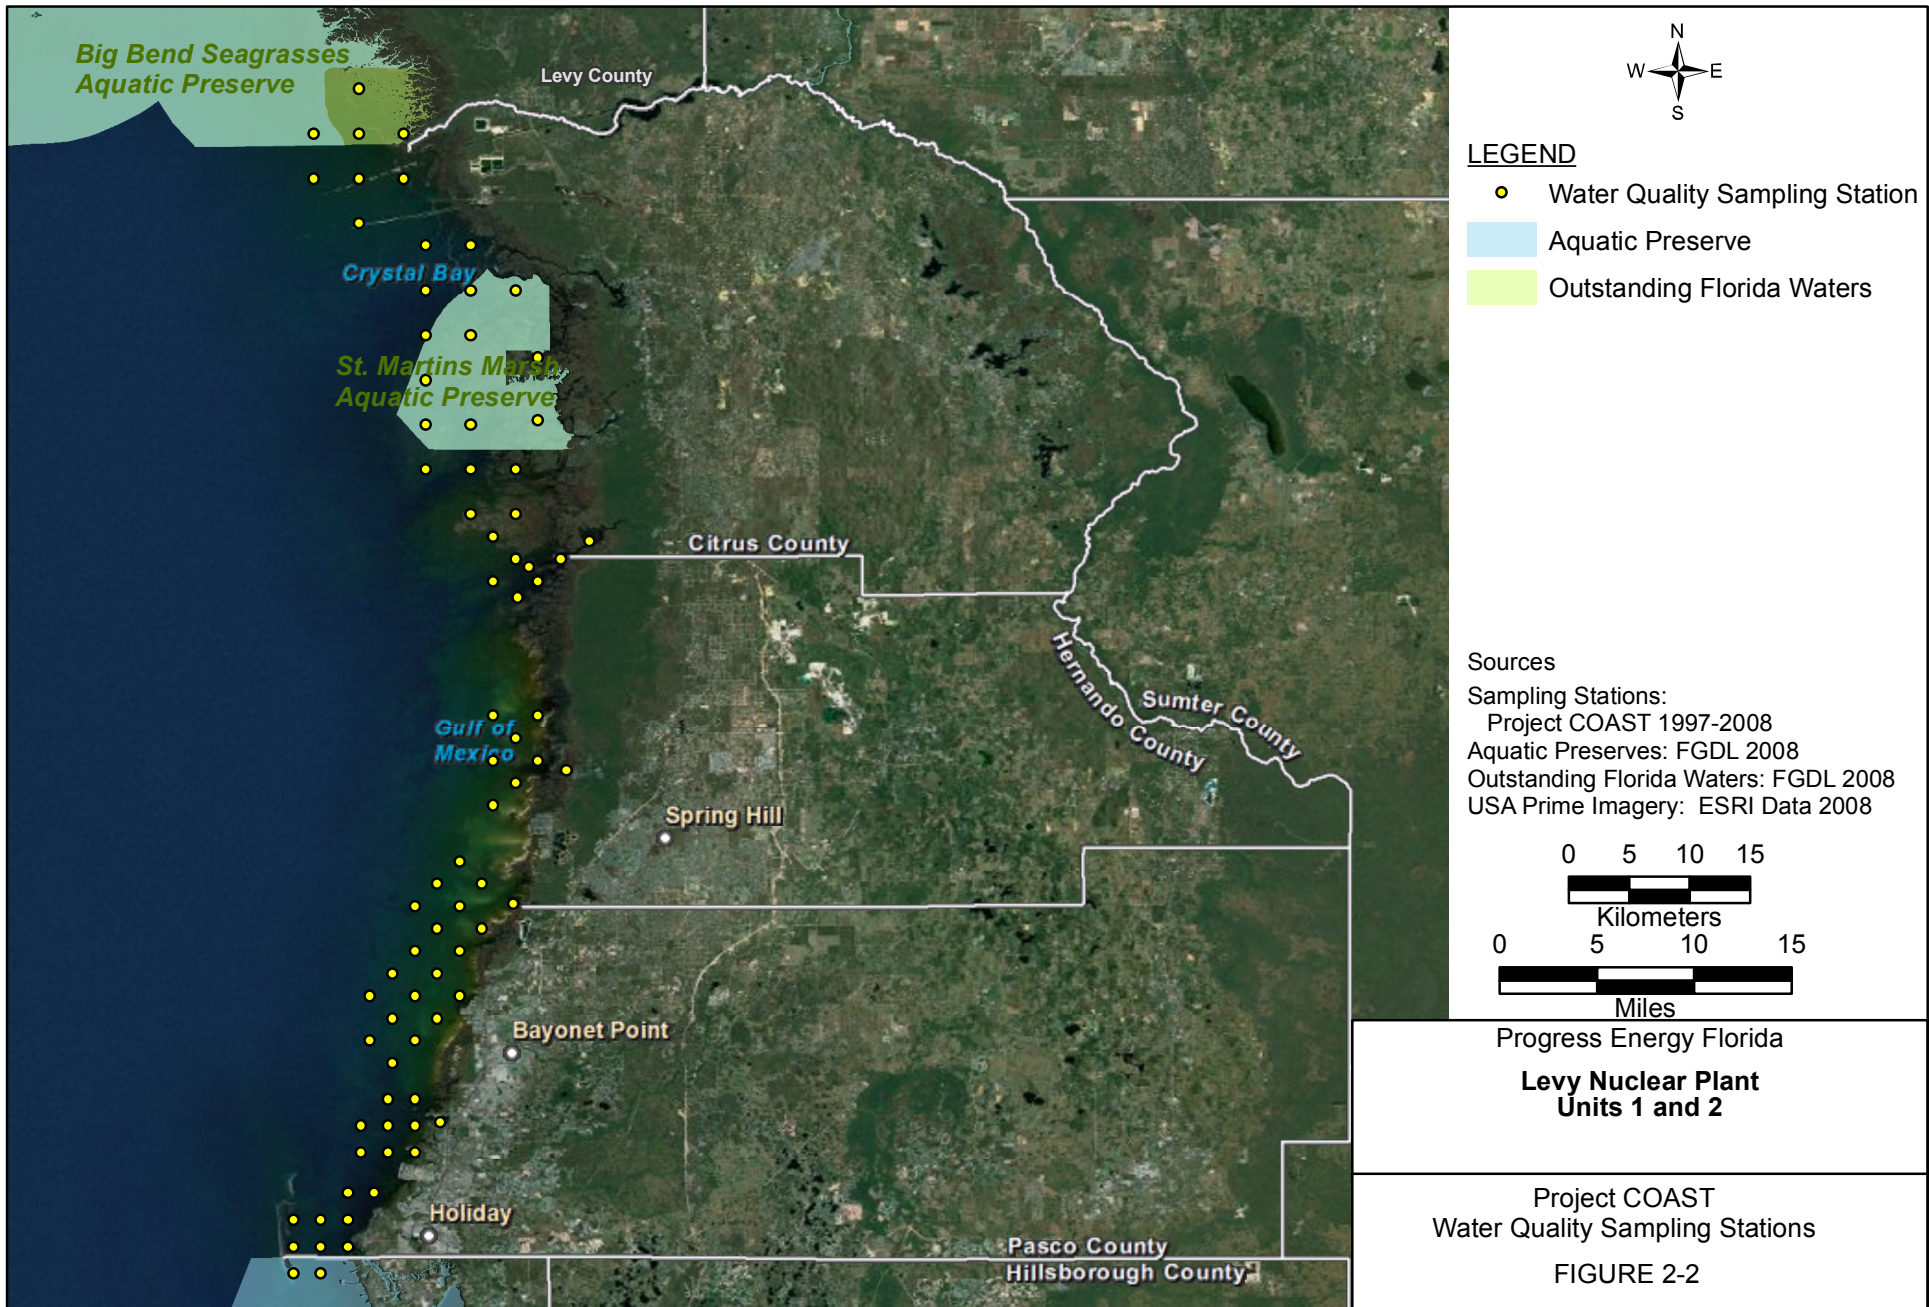 Big Bend Seagrasses
Aquatic Preserve
Levy County
Crystal Bay
St. Martins Marsh
Aquatic Preserve
Citrus County
Hernando County
Sumter County
Gulf of
Mexico
Spring Hill
Bayonet Point
Holiday
Pasco County
Hillsborough County
N
W E
S
LEGEND
Water Quality Sampling Station
Aquatic Preserve
Outstanding Florida Waters
Sources
Sampling Stations:
Project COAST 1997-2008
Aquatic Preserves: FGDL 2008
Outstanding Florida Waters: FGDL 2008
USA Prime Imagery: ESRI Data 2008
0 5 10 15
Kilometers
0 5 10 15
Miles
Progress Energy Florida
Levy Nuclear Plant
Units 1 and 2
Project COAST
Water Quality Sampling Stations
FIGURE 2-2